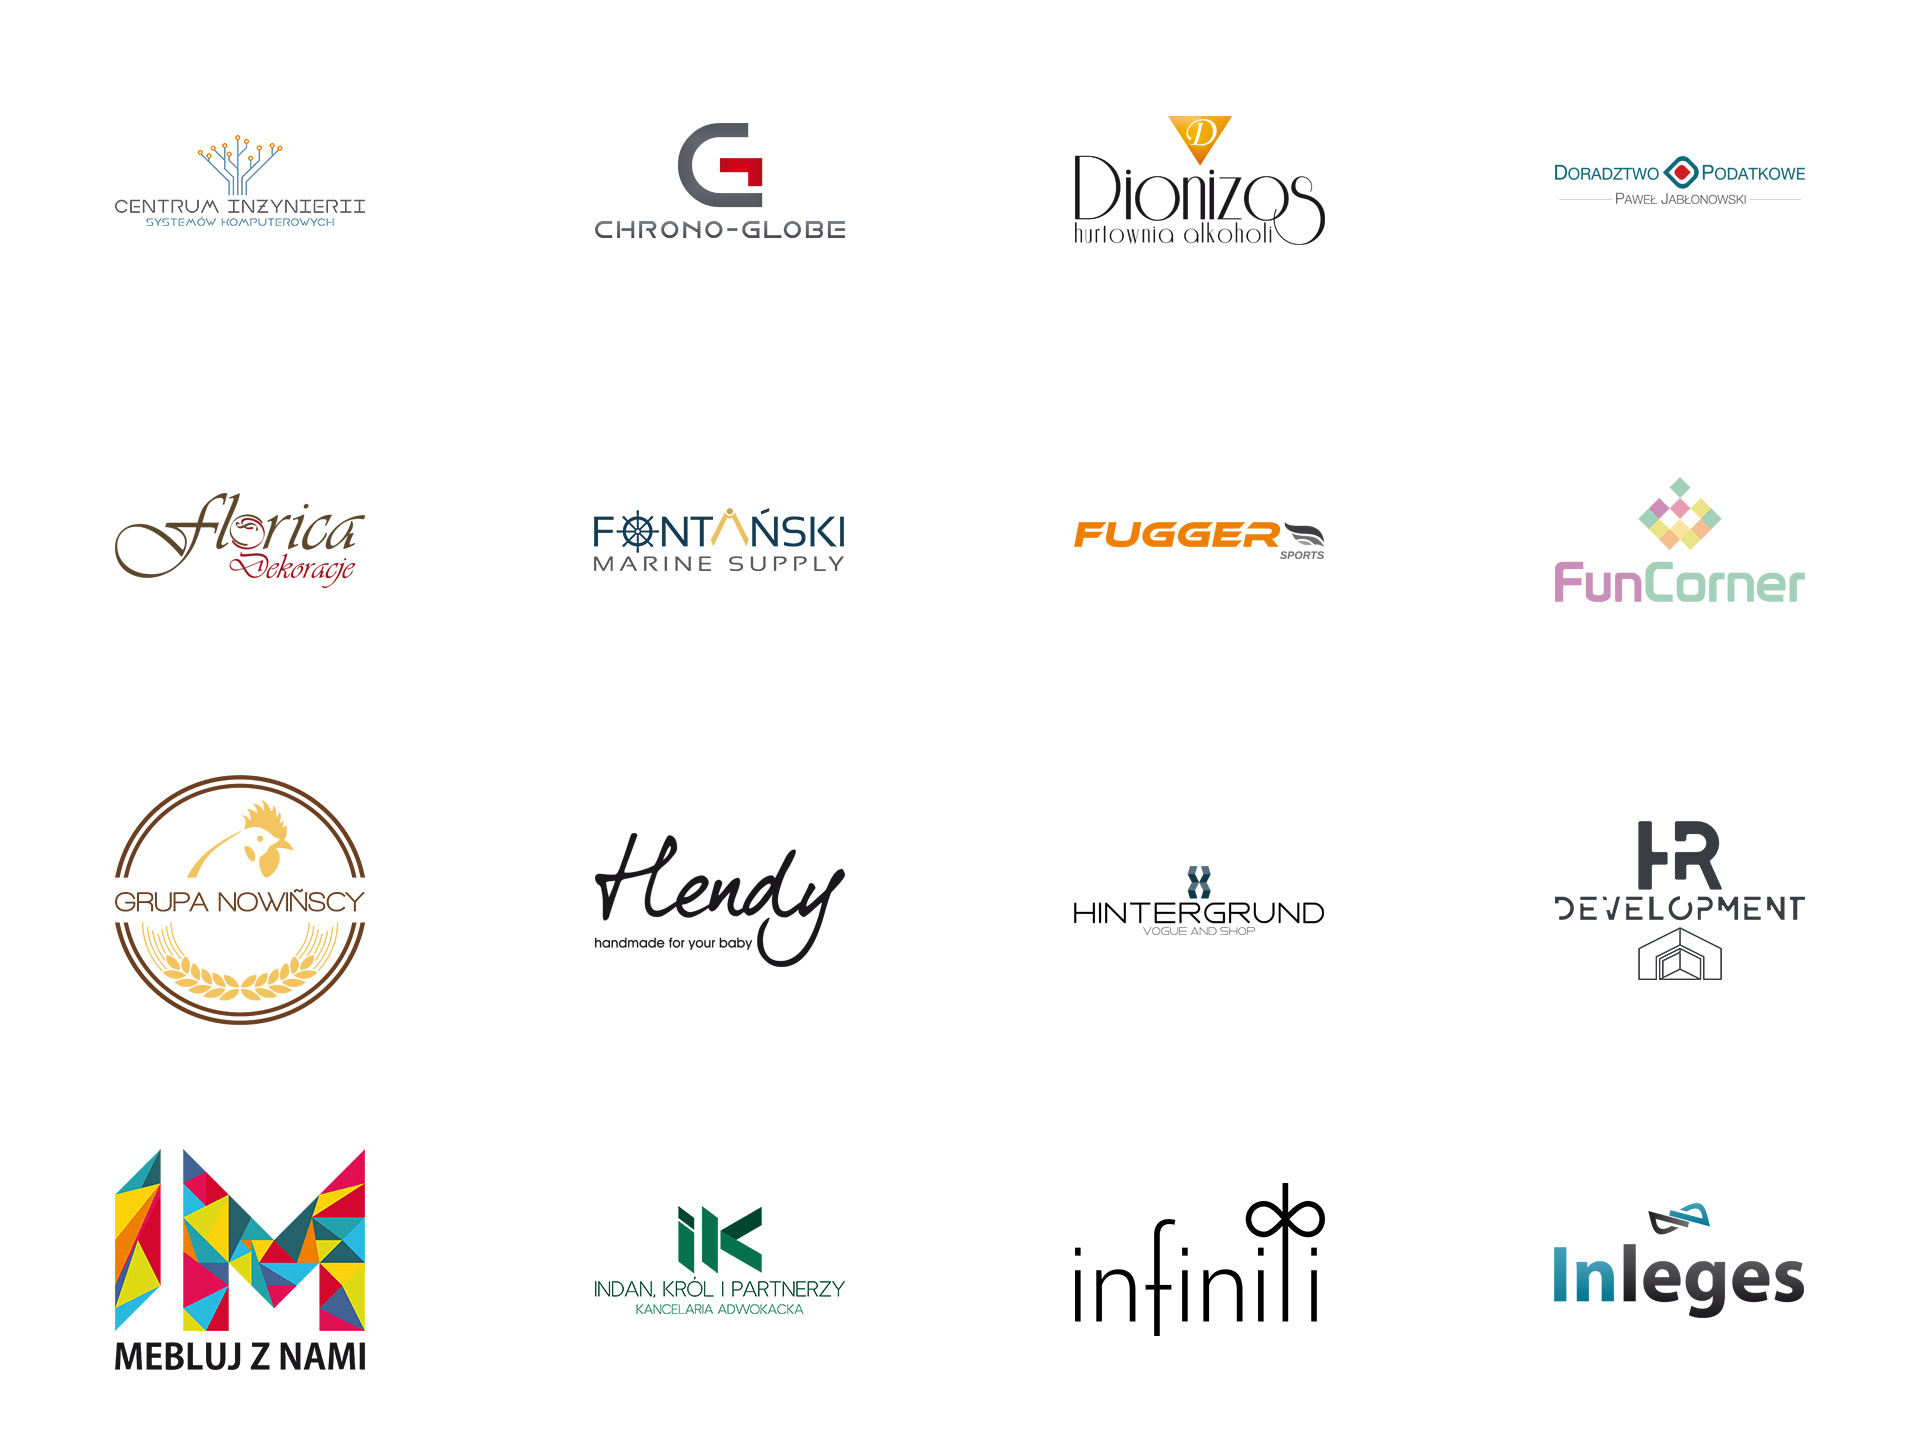 CENTRUM INŻYNIERII
SYSTEMÓW KOMPUTEROWYCH
CHRONO-GLOBE
D
Dionizos
hurtownia alkoholi
DORADZTWO PODATKOWE
PAWEŁ JABŁONOWSKI
florica
Dekoracje
FONTAŃSKI
MARINE SUPPLY
FUGGER
SPORTS
FunCorner
GRUPA NOWIÑSCY
Hendy
handmade for your baby
HINTERGRUND
VOGUE AND SHOP
HR
DEVELOPMENT
1M
MEBLUJ Z NAMI
iK
INDAN, KRÓL I PARTNERZY
KANCELARIA ADWOKACKA
infiniti
Inleges